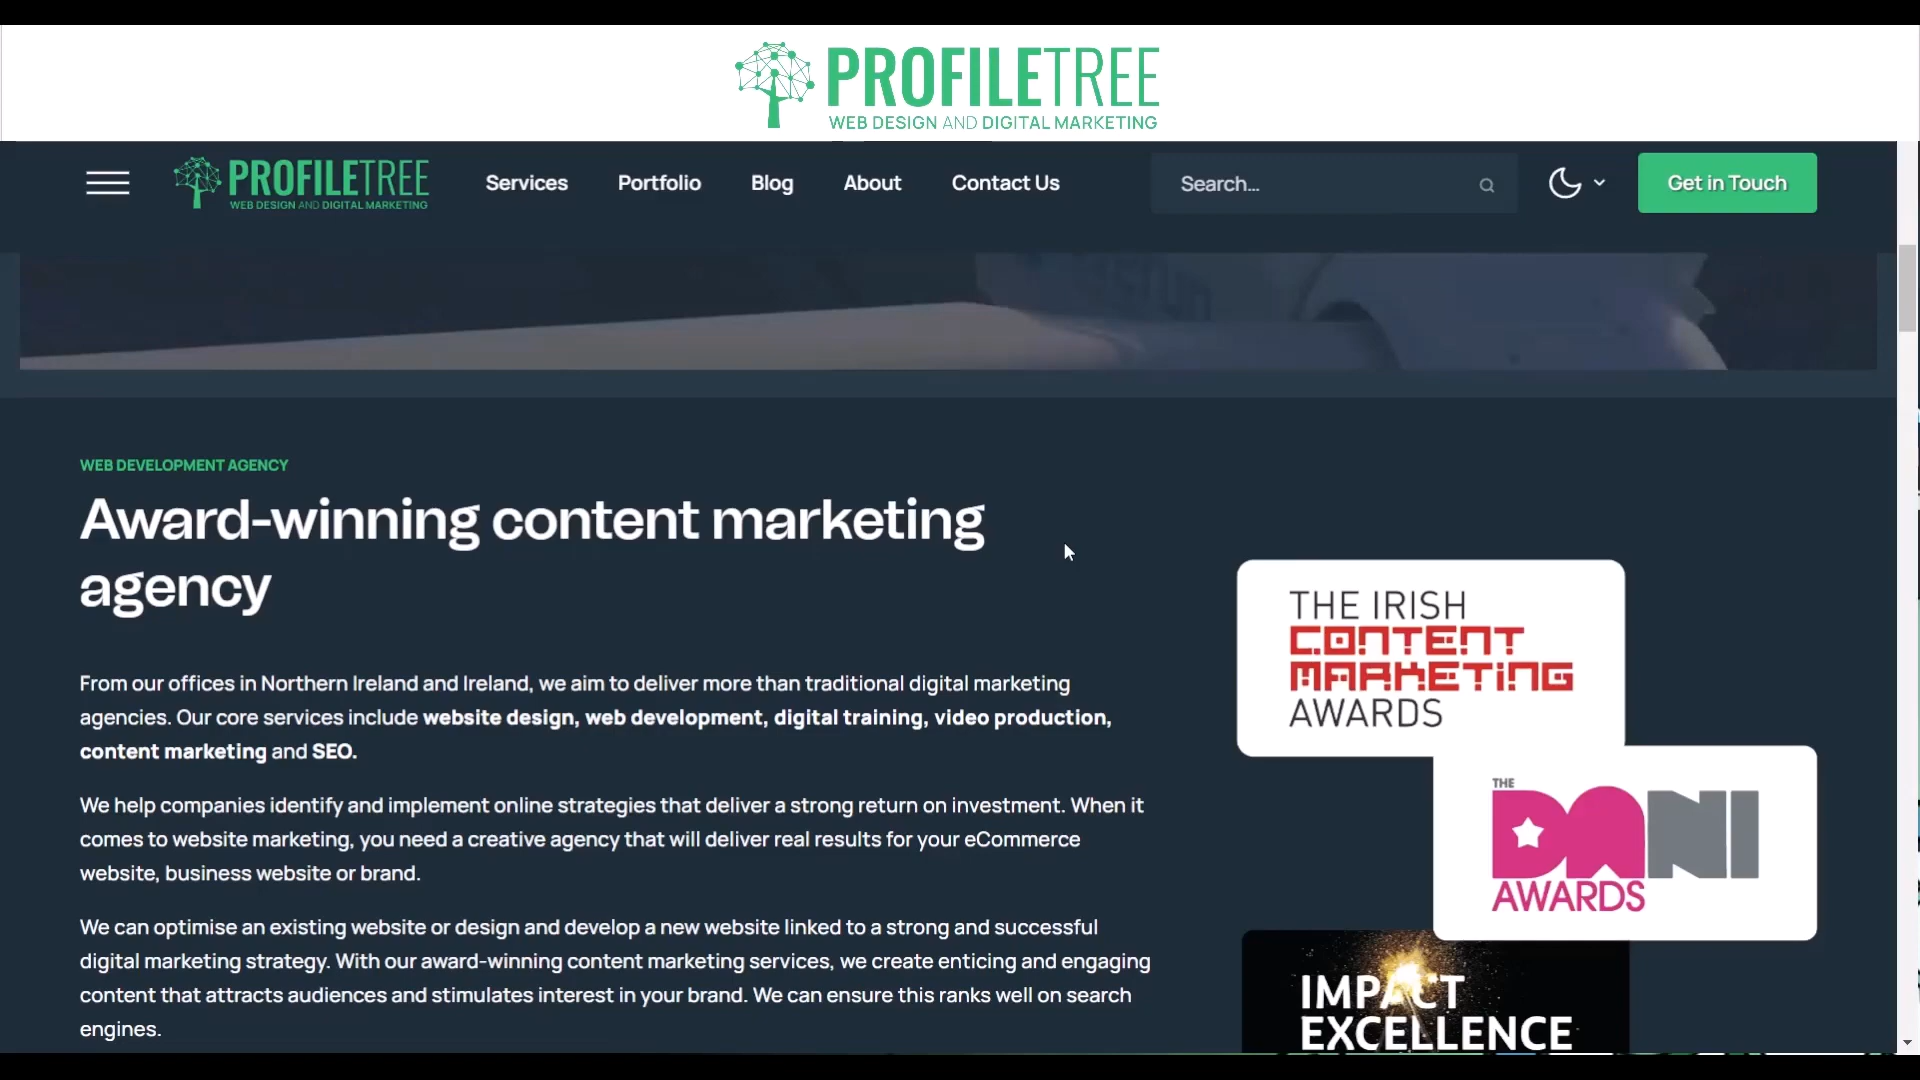 PROFILETREE
WEB DESIGN AND DIGITAL MARKETING
PROFILETREE
WEB DESIGN AND DIGITAL MARKETING
Services
Portfolio
Blog
About
Contact Us
Search...
Get in Touch
WEB DEVELOPMENT AGENCY
Award-winning content marketing
agency
From our offices in Northern Ireland and Ireland, we aim to deliver more than traditional digital marketing
agencies. Our core services include website design, web development, digital training, video production,
content marketing and SEO.
We help companies identify and implement online strategies that deliver a strong return on investment. When it
comes to website marketing, you need a creative agency that will deliver real results for your eCommerce
website, business website or brand.
We can optimise an existing website or design and develop a new website linked to a strong and successful
digital marketing strategy. With our award-winning content marketing services, we create enticing and engaging
content that attracts audiences and stimulates interest in your brand. We can ensure this ranks well on search
engines.
THE IRISH
CONTENT
MARKETING
AWARDS
THE
DANI
AWARDS
IMPACT
EXCELLENCE